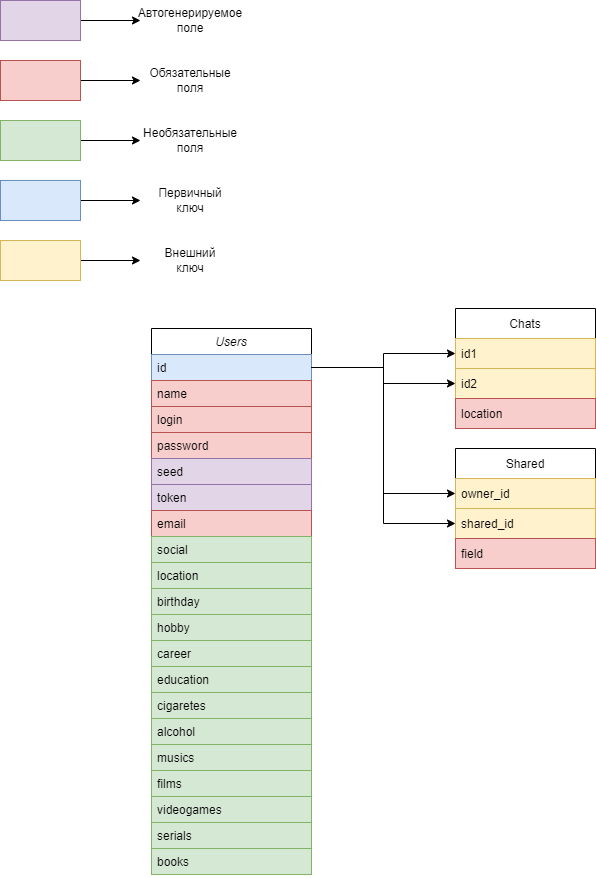 Автогенерируемое
поле
Обязательные
поля
Необязательные
поля
Первичный
ключ
Внешний
ключ
Users
id
name
login
password
seed
token
email
social
location
birthday
hobby
career
education
cigaretes
alcohol
musics
films
videogames
serials
books
Chats
id1
id2
location
Shared
owner_id
shared_id
field